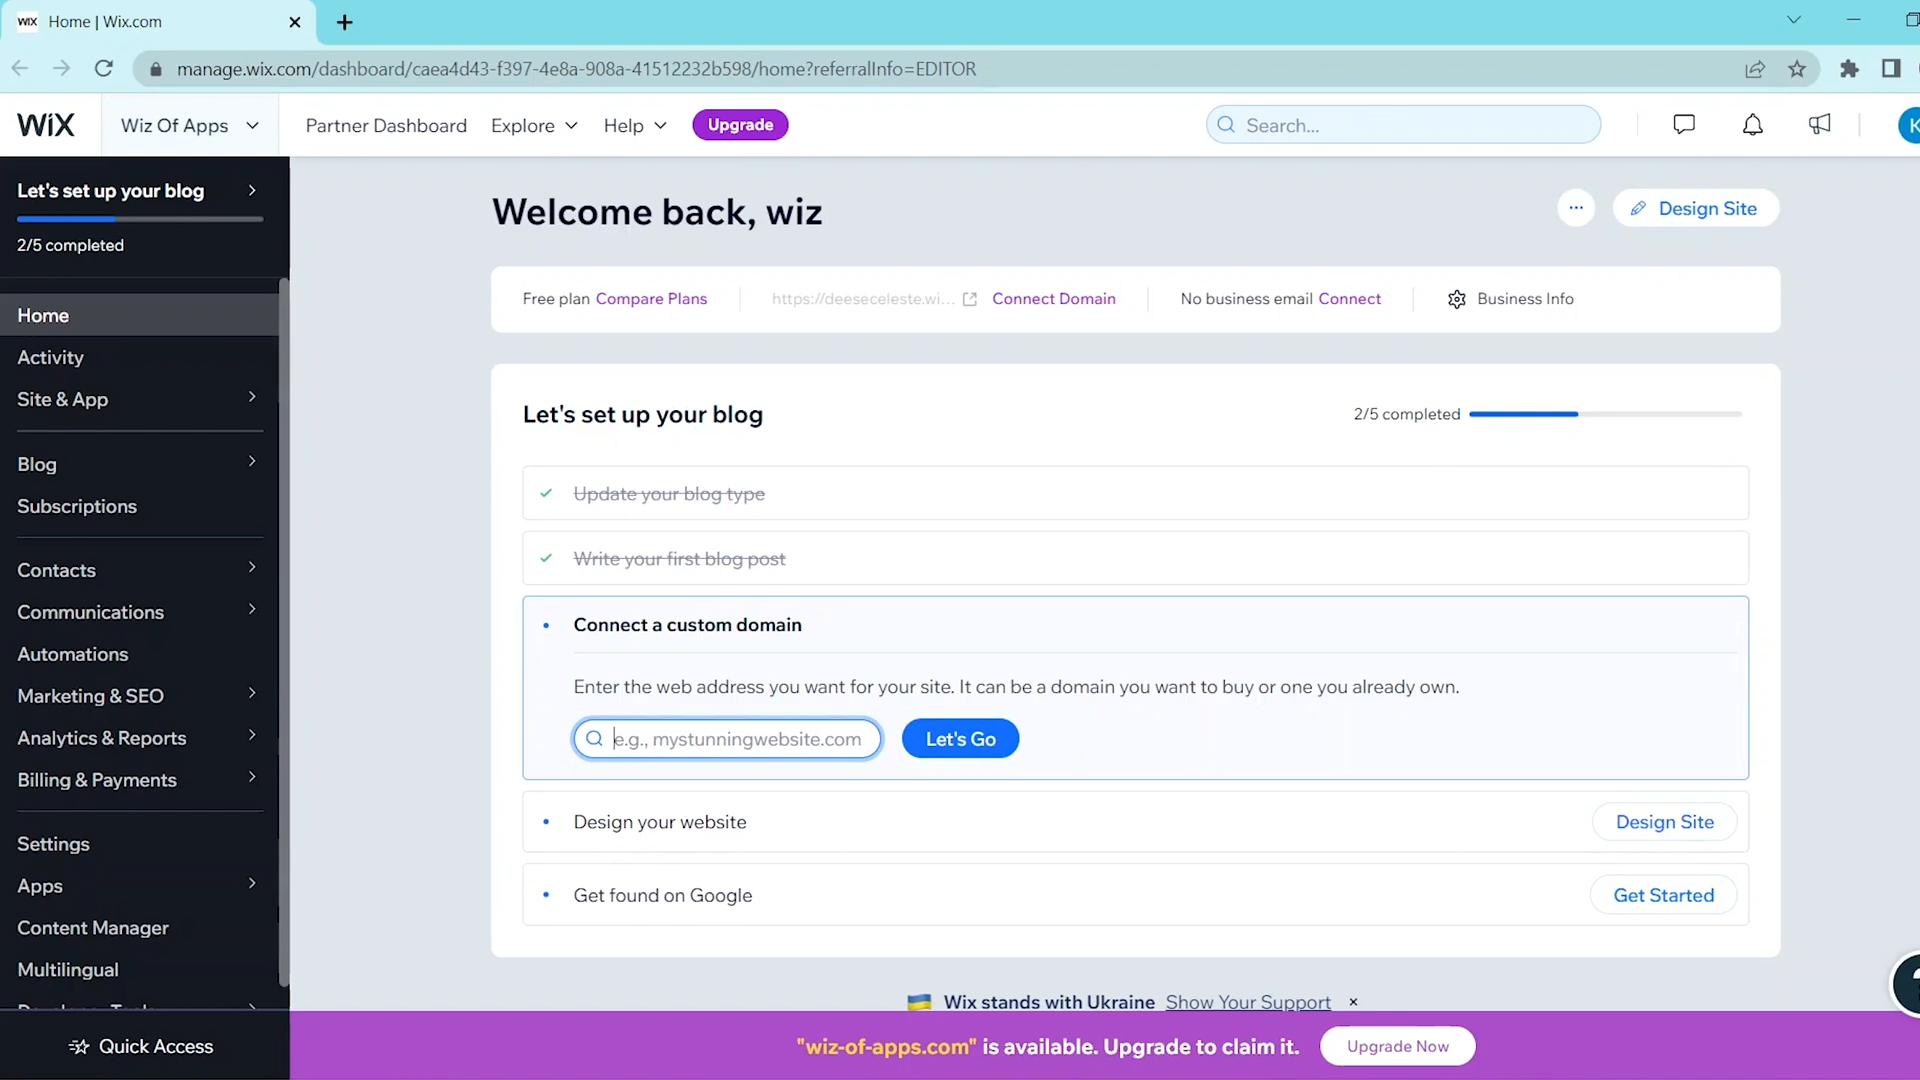 WIX Home | Wix.com
manage.wix.com/dashboard/caea4d43-f397-4e8a-908a-41512232b598/home?referralInfo=EDITOR
WIX Wiz Of Apps Partner Dashboard Explore Help Upgrade Search... K
Let's set up your blog
2/5 completed
Home
Activity
Site & App
Blog
Subscriptions
Contacts
Communications
Automations
Marketing & SEO
Analytics & Reports
Billing & Payments
Settings
Apps
Content Manager
Multilingual
Quick Access
Welcome back, wiz
Design Site
Free plan Compare Plans https://deeseceleste.wi... Connect Domain No business email Connect Business Info
Let's set up your blog 2/5 completed
Update your blog type
Write your first blog post
Connect a custom domain
Enter the web address you want for your site. It can be a domain you want to buy or one you already own.
e.g., mystunningwebsite.com Let's Go
Design your website Design Site
Get found on Google Get Started
Wix stands with Ukraine Show Your Support
"wiz-of-apps.com" is available. Upgrade to claim it. Upgrade Now